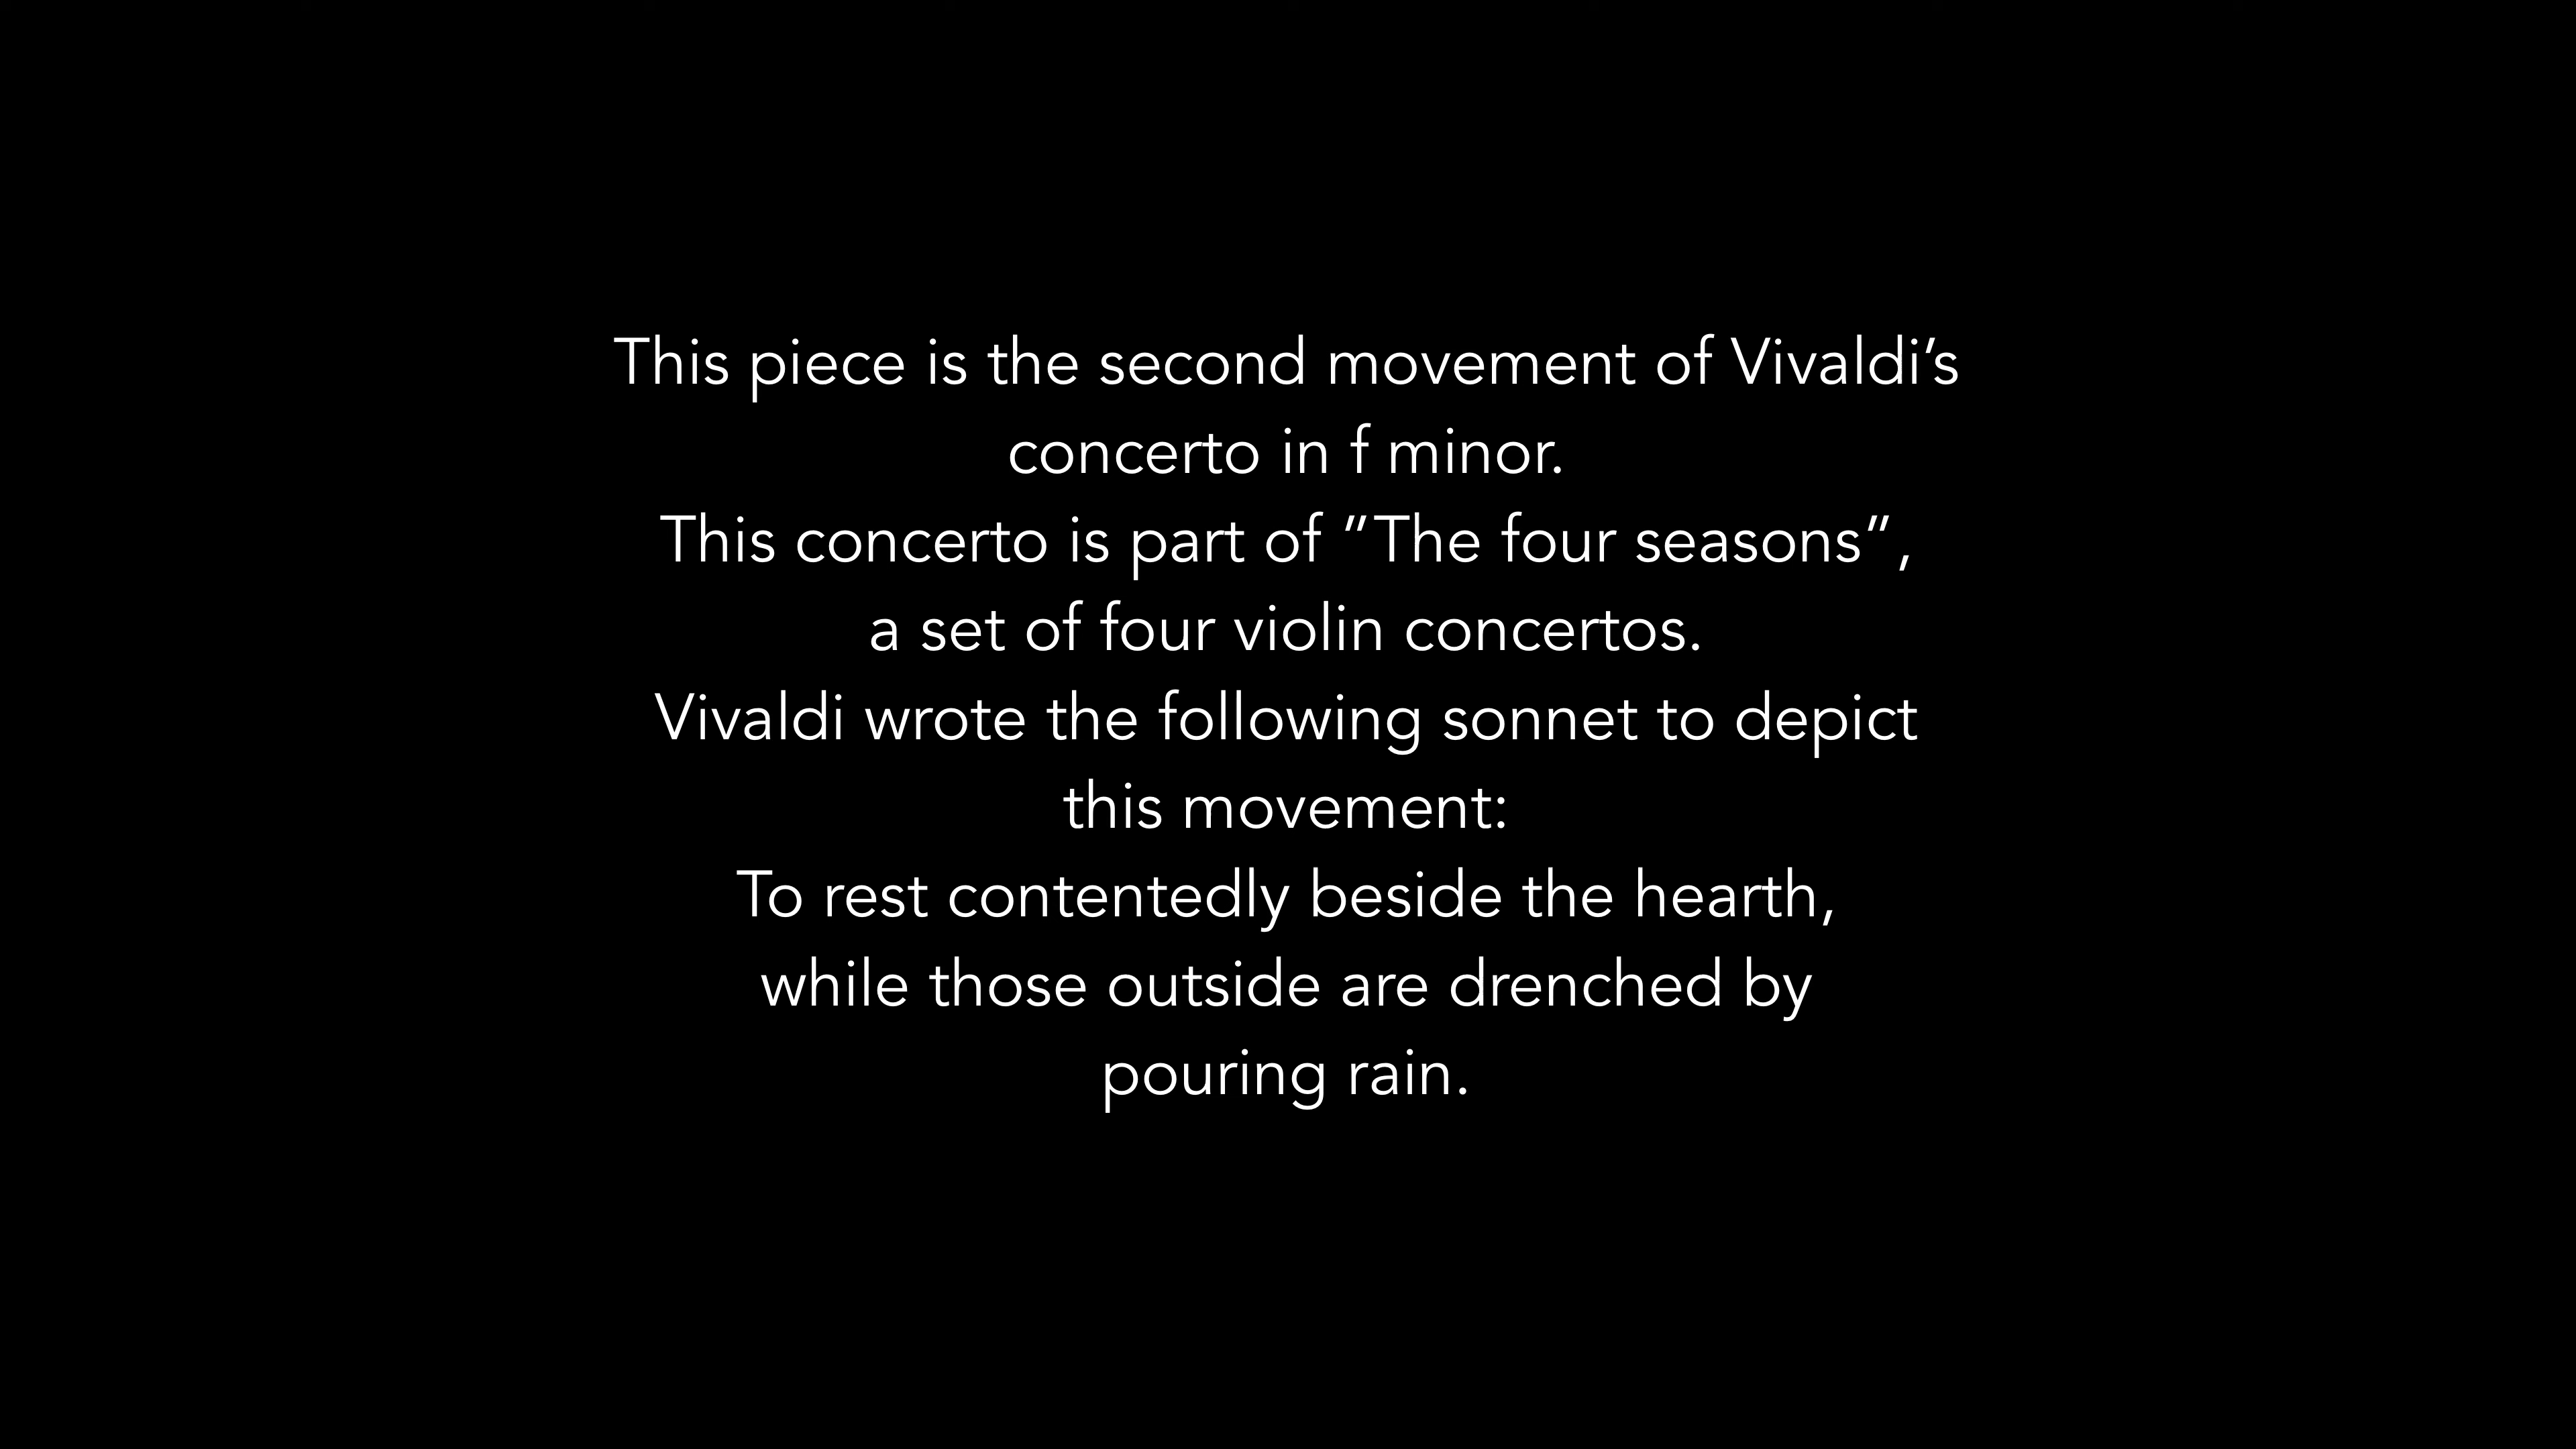 This piece is the second movement of Vivaldi’s
concerto in f minor.
This concerto is part of ”The four seasons“,
a set of four violin concertos.
Vivaldi wrote the following sonnet to depict
this movement:
To rest contentedly beside the hearth,
while those outside are drenched by
pouring rain.